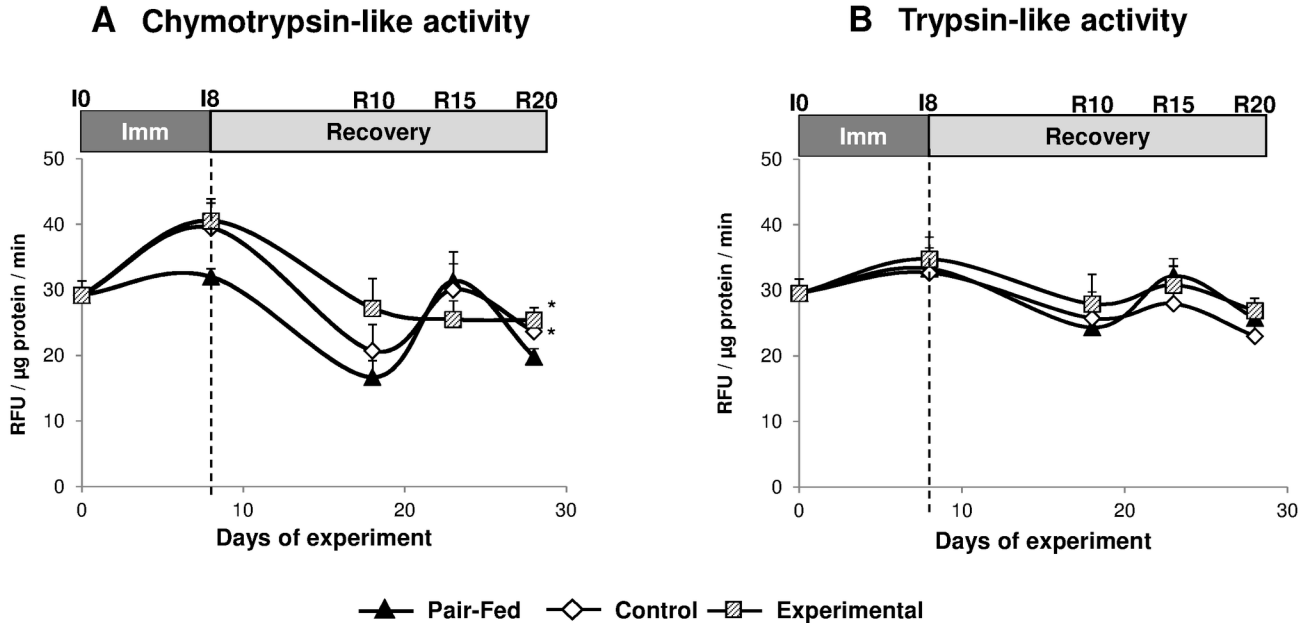 A Chymotrypsin-like activity
I0 I8 R10 R15 R20
Imm Recovery
50
40
30
20
10
0
RFU / µg protein / min
*
*
0 10 20 30
Days of experiment
B Trypsin-like activity
I0 I8 R10 R15 R20
Imm Recovery
50
40
30
20
10
0
RFU / µg protein / min
0 10 20 30
Days of experiment
Pair-Fed Control Experimental